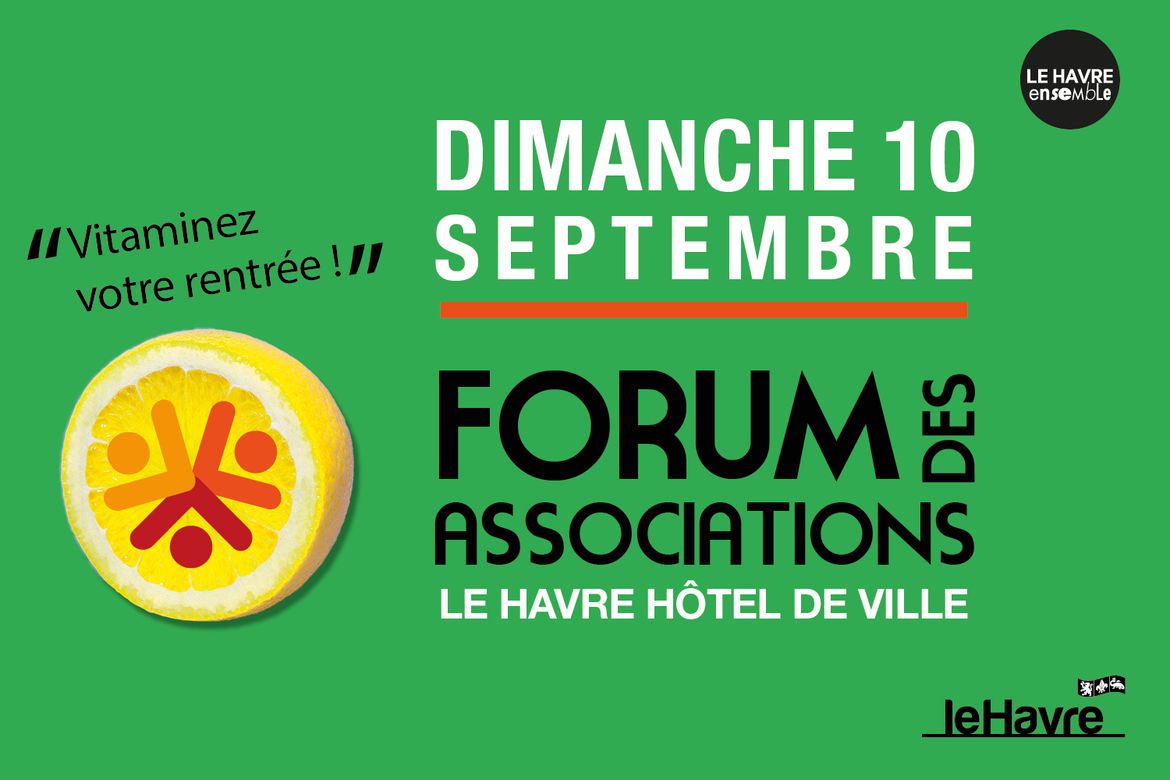 LE HAVRE
ensemble
DIMANCHE 10
SEPTEMBRE
“Vitaminez
votre rentrée !”
FORUM DES
ASSOCIATIONS
LE HAVRE HÔTEL DE VILLE
leHavre